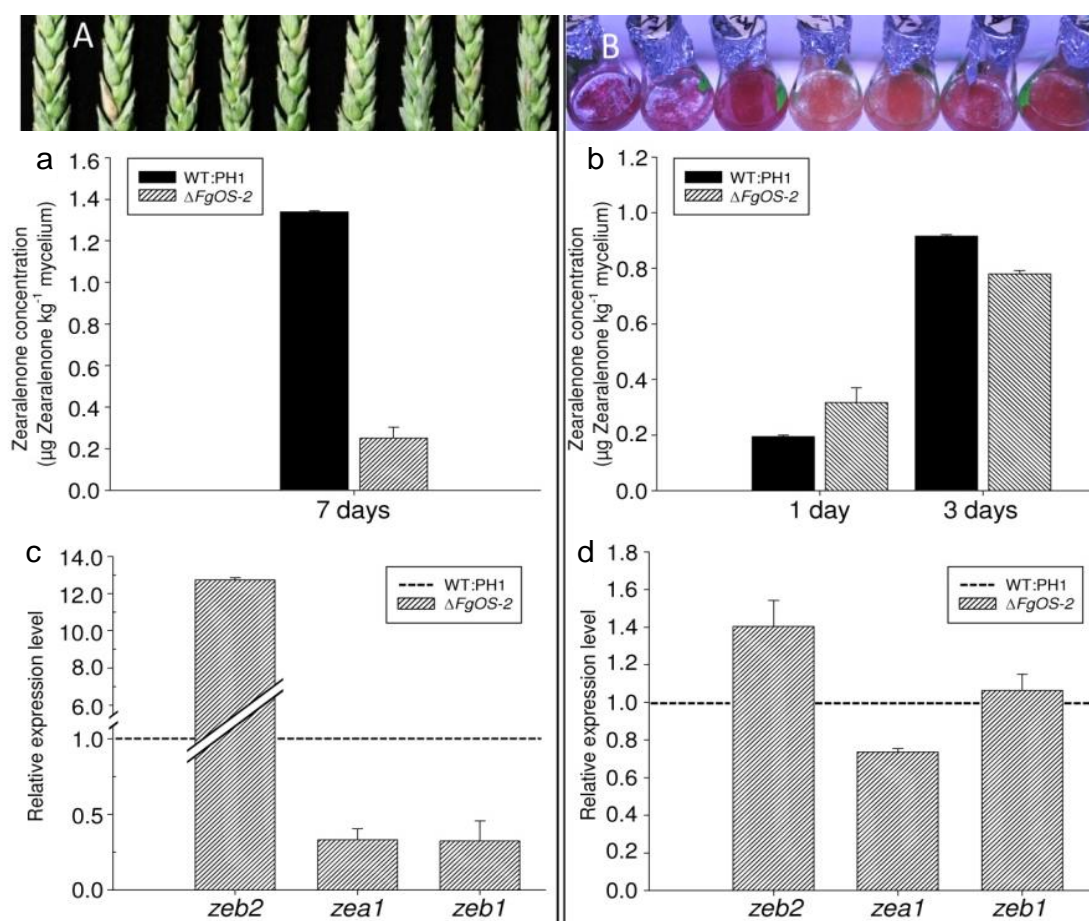 A
B
a
WT:PH1
ΔFgOS-2
Zearalenone concentration
(µg Zearalenone kg-1 mycelium)
1.6
1.4
1.2
1.0
0.8
0.6
0.4
0.2
0.0
7 days
b
WT:PH1
ΔFgOS-2
Zearalenone concentration
(µg Zearalenone kg-1 mycelium)
1.2
1.0
0.8
0.6
0.4
0.2
0.0
1 day 3 days
c
WT:PH1
ΔFgOS-2
Relative expression level
14.0
12.0
10.0
8.0
6.0
1.0
0.5
0.0
zeb2 zea1 zeb1
d
WT:PH1
ΔFgOS-2
Relative expression level
1.8
1.6
1.4
1.2
1.0
0.8
0.6
0.4
0.2
0.0
zeb2 zea1 zeb1